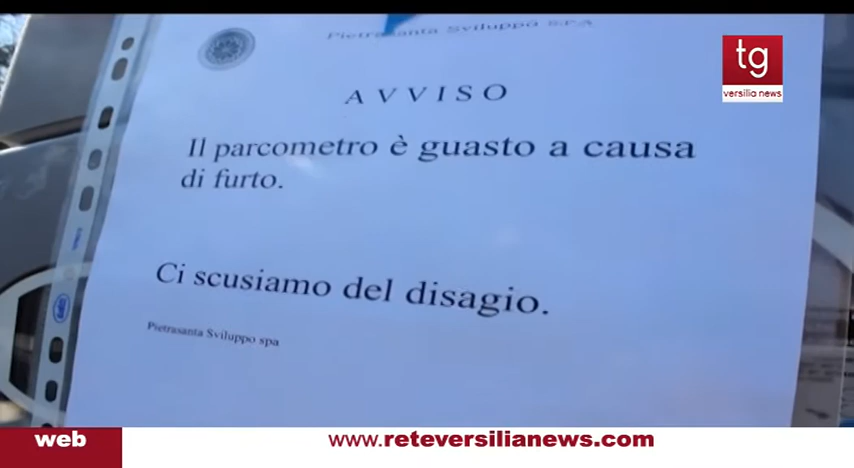 Pietrasanta Sviluppo S.P.A
tg
versilia news
AVVISO
Il parcometro è guasto a causa
di furto.
Ci scusiamo del disagio.
Pietrasanta Sviluppo spa
web
www.reteversilianews.com